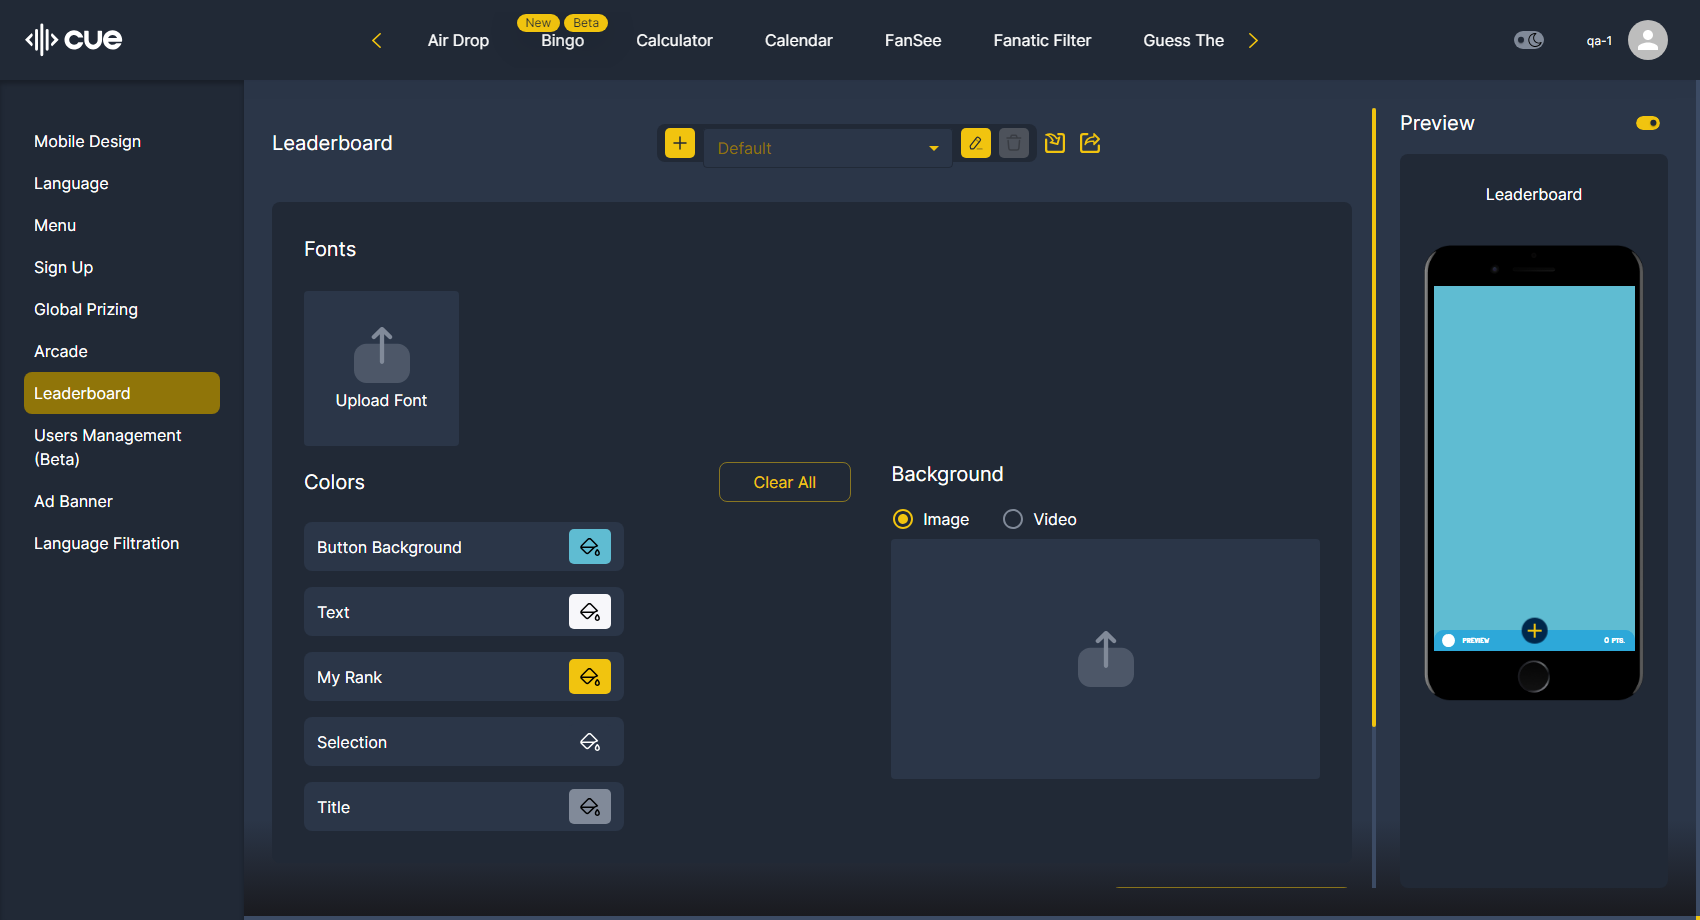 cue
Air Drop
New
Beta
Bingo
Calculator
Calendar
FanSee
Fanatic Filter
Guess The
qa-1
Mobile Design
Language
Menu
Sign Up
Global Prizing
Arcade
Leaderboard
Users Management
(Beta)
Ad Banner
Language Filtration
Leaderboard
Default
Fonts
Upload Font
Colors
Clear All
Button Background
Text
My Rank
Selection
Title
Background
Image
Video
Preview
Leaderboard
PREVIEW
0 PTS.